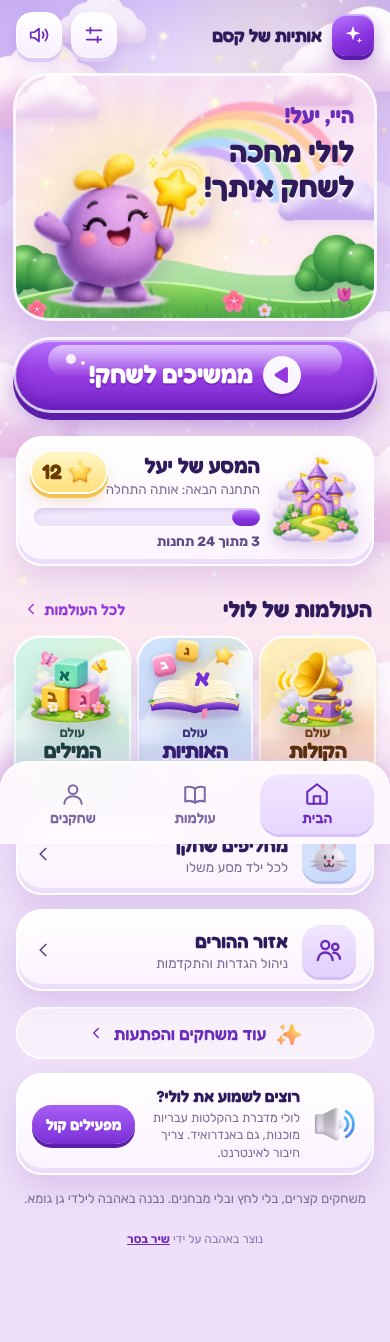 אותיות של קסם
היי, יעל!
לולי מחכה
לשחק איתך!
ממשיכים לשחק!
המסע של יעל
12
התחנה הבאה: אותה התחלה
3 מתוך 24 תחנות
העולמות של לולי
לכל העולמות
עולם
הקולות
עולם
האותיות
עולם
המילים
א
א
ב
ג
א
ג
ב
הבית
עולמות
שחקנים
מחליפים שחקן
לכל ילד מסע משלו
אזור ההורים
ניהול הגדרות והתקדמות
עוד משחקים והפתעות
רוצים לשמוע את לולי?
לולי מדברת בהקלטות עבריות
מוכנות, גם באנדרואיד. צריך
חיבור לאינטרנט.
מפעילים קול
משחקים קצרים, בלי לחץ ובלי מבחנים. נבנה באהבה לילדי גן גומא.
נוצר באהבה על ידי שיר בסר